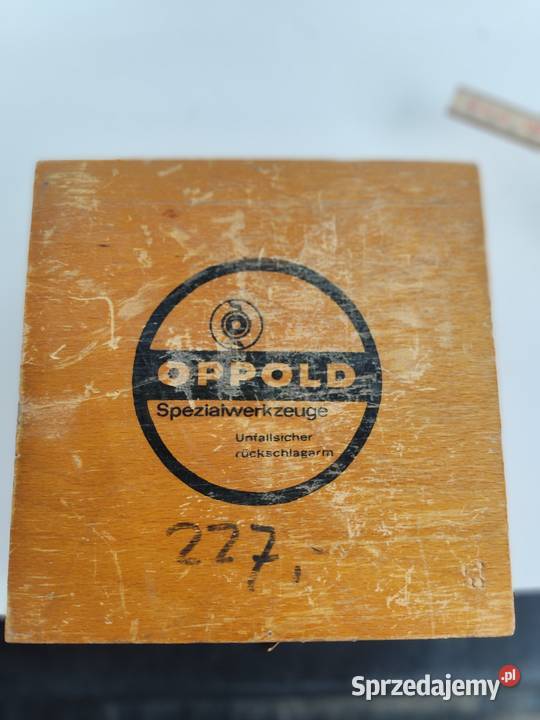 OPPOLD
Spezialwerkzeuge
Unfallsicher
rückschlagarm
227,-
Sprzedajemy.pl